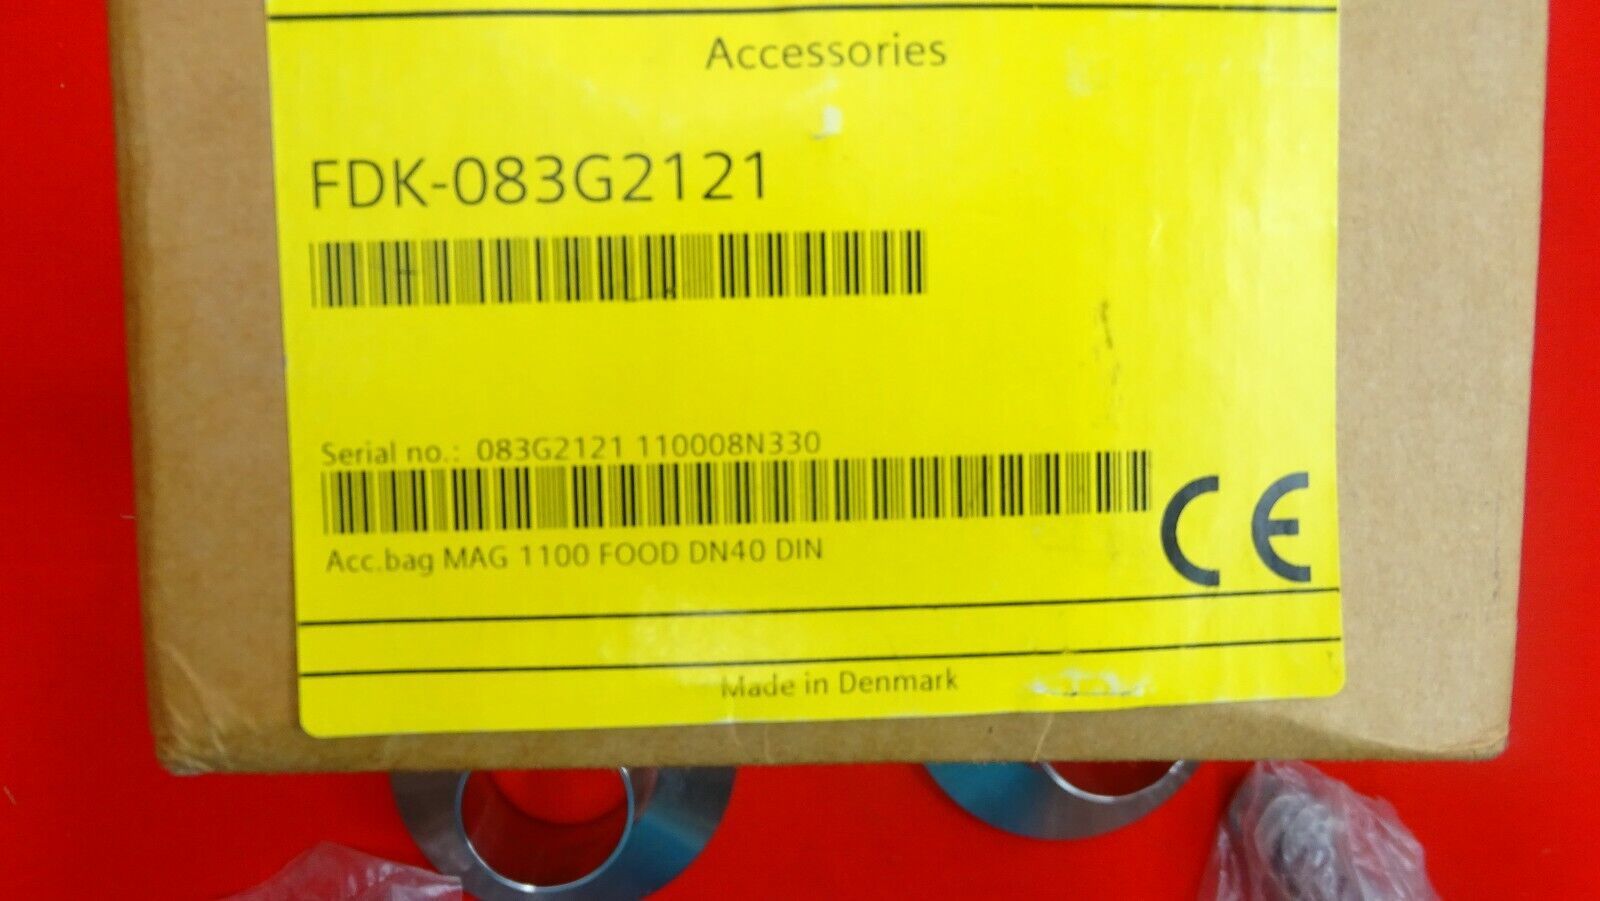 Accessories
FDK-083G2121
Serial no.: 083G2121 110008N330
Acc.bag MAG 1100 FOOD DN40 DIN
CE
Made in Denmark